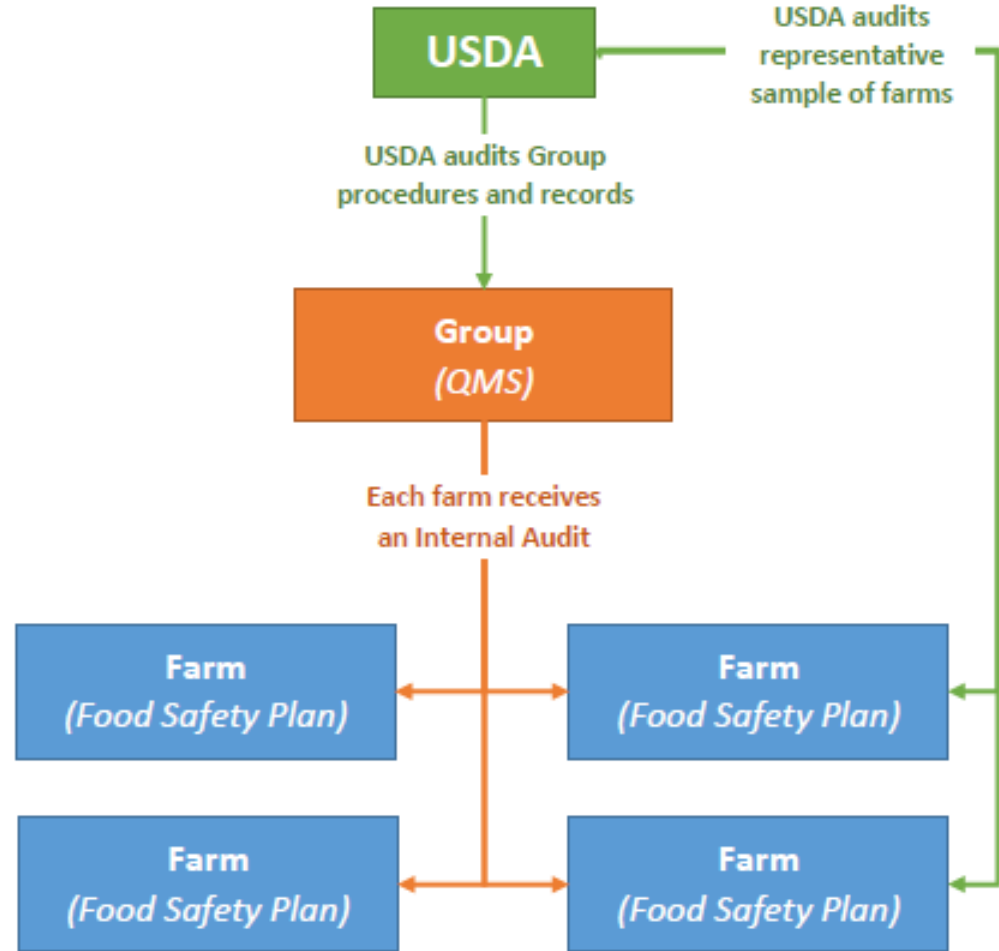 USDA
USDA audits
representative
sample of farms
USDA audits Group
procedures and records
Group
(QMS)
Each farm receives
an Internal Audit
Farm
(Food Safety Plan)
Farm
(Food Safety Plan)
Farm
(Food Safety Plan)
Farm
(Food Safety Plan)